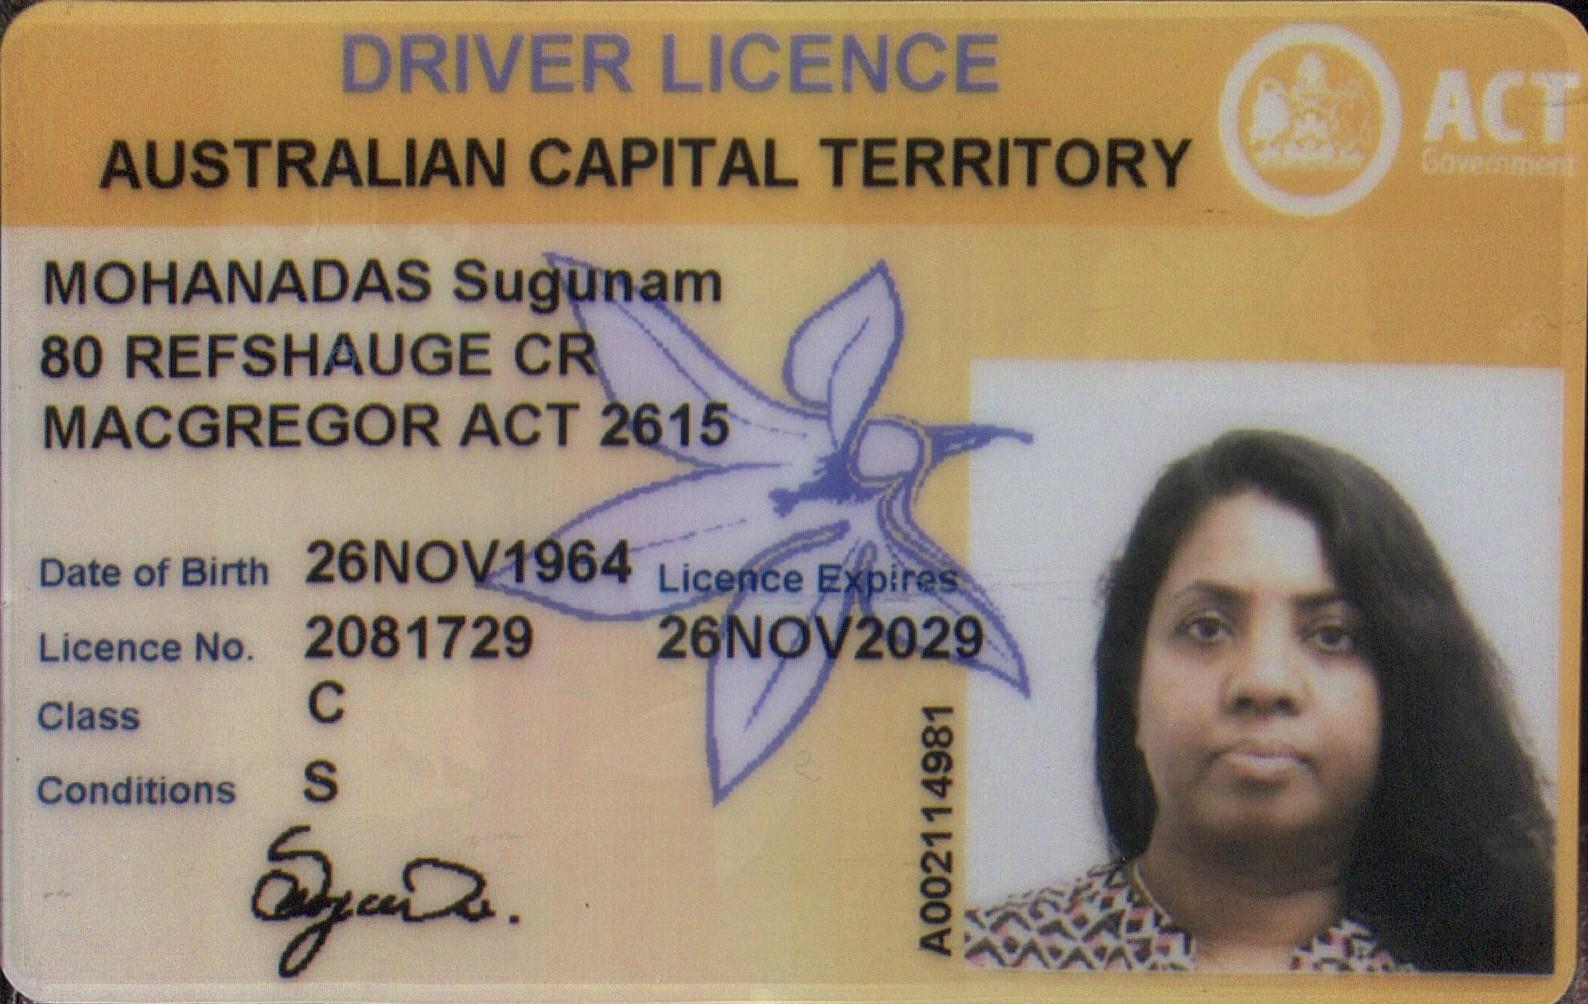 DRIVER LICENCE
AUSTRALIAN CAPITAL TERRITORY
ACT
Government
MOHANADAS Sugunam
80 REFSHAUGE CR
MACGREGOR ACT 2615
Date of Birth 26NOV1964
Licence Expires
Licence No. 2081729
26NOV2029
Class C
Conditions S
A002114981